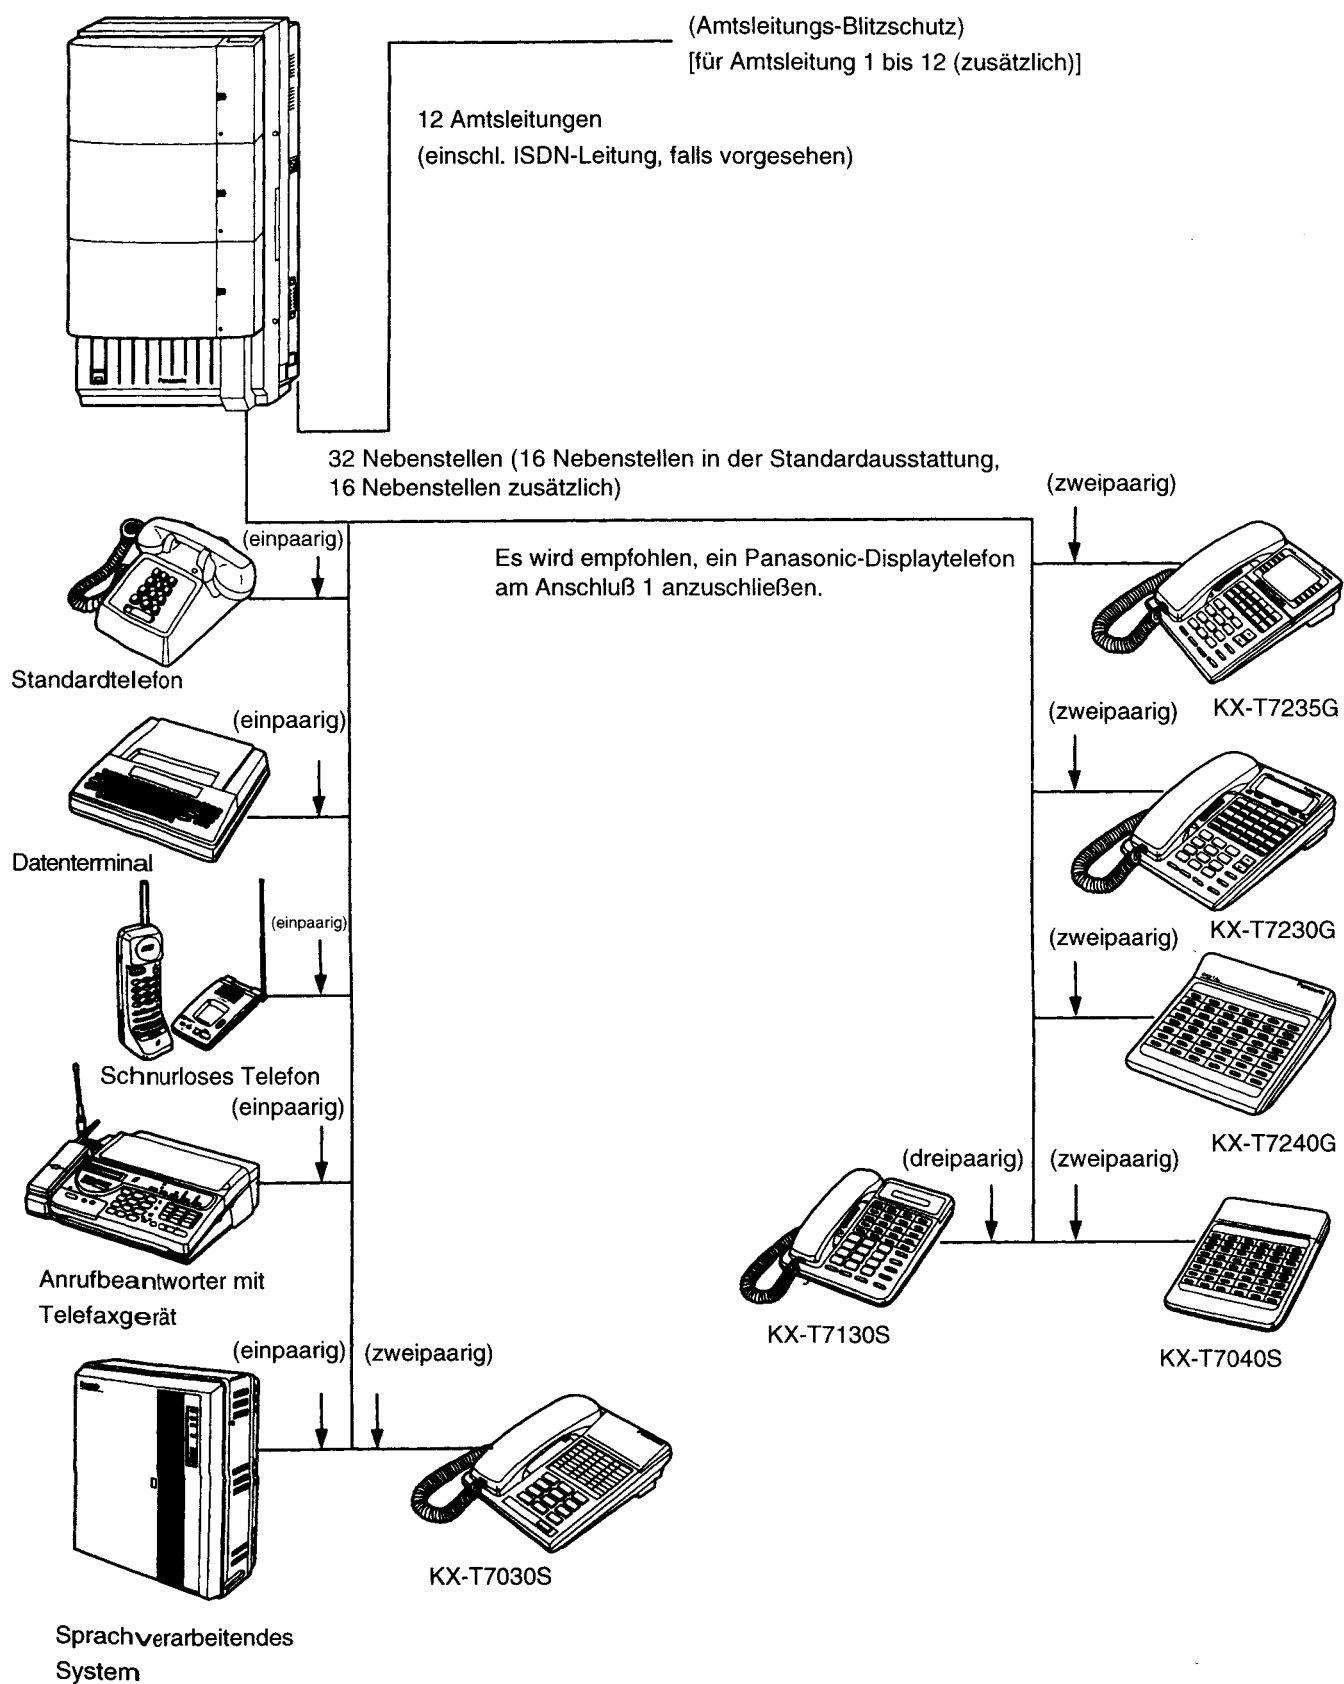 (Amtsleitungs-Blitzschutz)
[für Amtsleitung 1 bis 12 (zusätzlich)]
12 Amtsleitungen
(einschl. ISDN-Leitung, falls vorgesehen)
Panasonic
32 Nebenstellen (16 Nebenstellen in der Standardausstattung,
16 Nebenstellen zusätzlich)
(zweipaarig)
(einpaarig)
Es wird empfohlen, ein Panasonic-Displaytelefon
am Anschluß 1 anzuschließen.
Standardtelefon
KX-T7235G
(einpaarig)
(zweipaarig)
Datenterminal
(einpaarig)
KX-T7230G
(zweipaarig)
Schnurloses Telefon
(einpaarig)
KX-T7240G
(dreipaarig)
(zweipaarig)
Anrufbeantworter mit
Telefaxgerät
KX-T7130S
KX-T7040S
(einpaarig)
(zweipaarig)
KX-T7030S
Sprachverarbeitendes
System